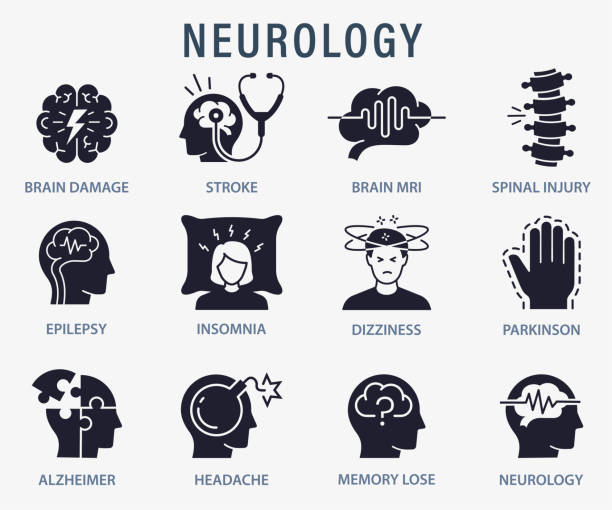 NEUROLOGY
BRAIN DAMAGE
STROKE
BRAIN MRI
SPINAL INJURY
EPILEPSY
INSOMNIA
DIZZINESS
PARKINSON
ALZHEIMER
HEADACHE
MEMORY LOSE
NEUROLOGY
?